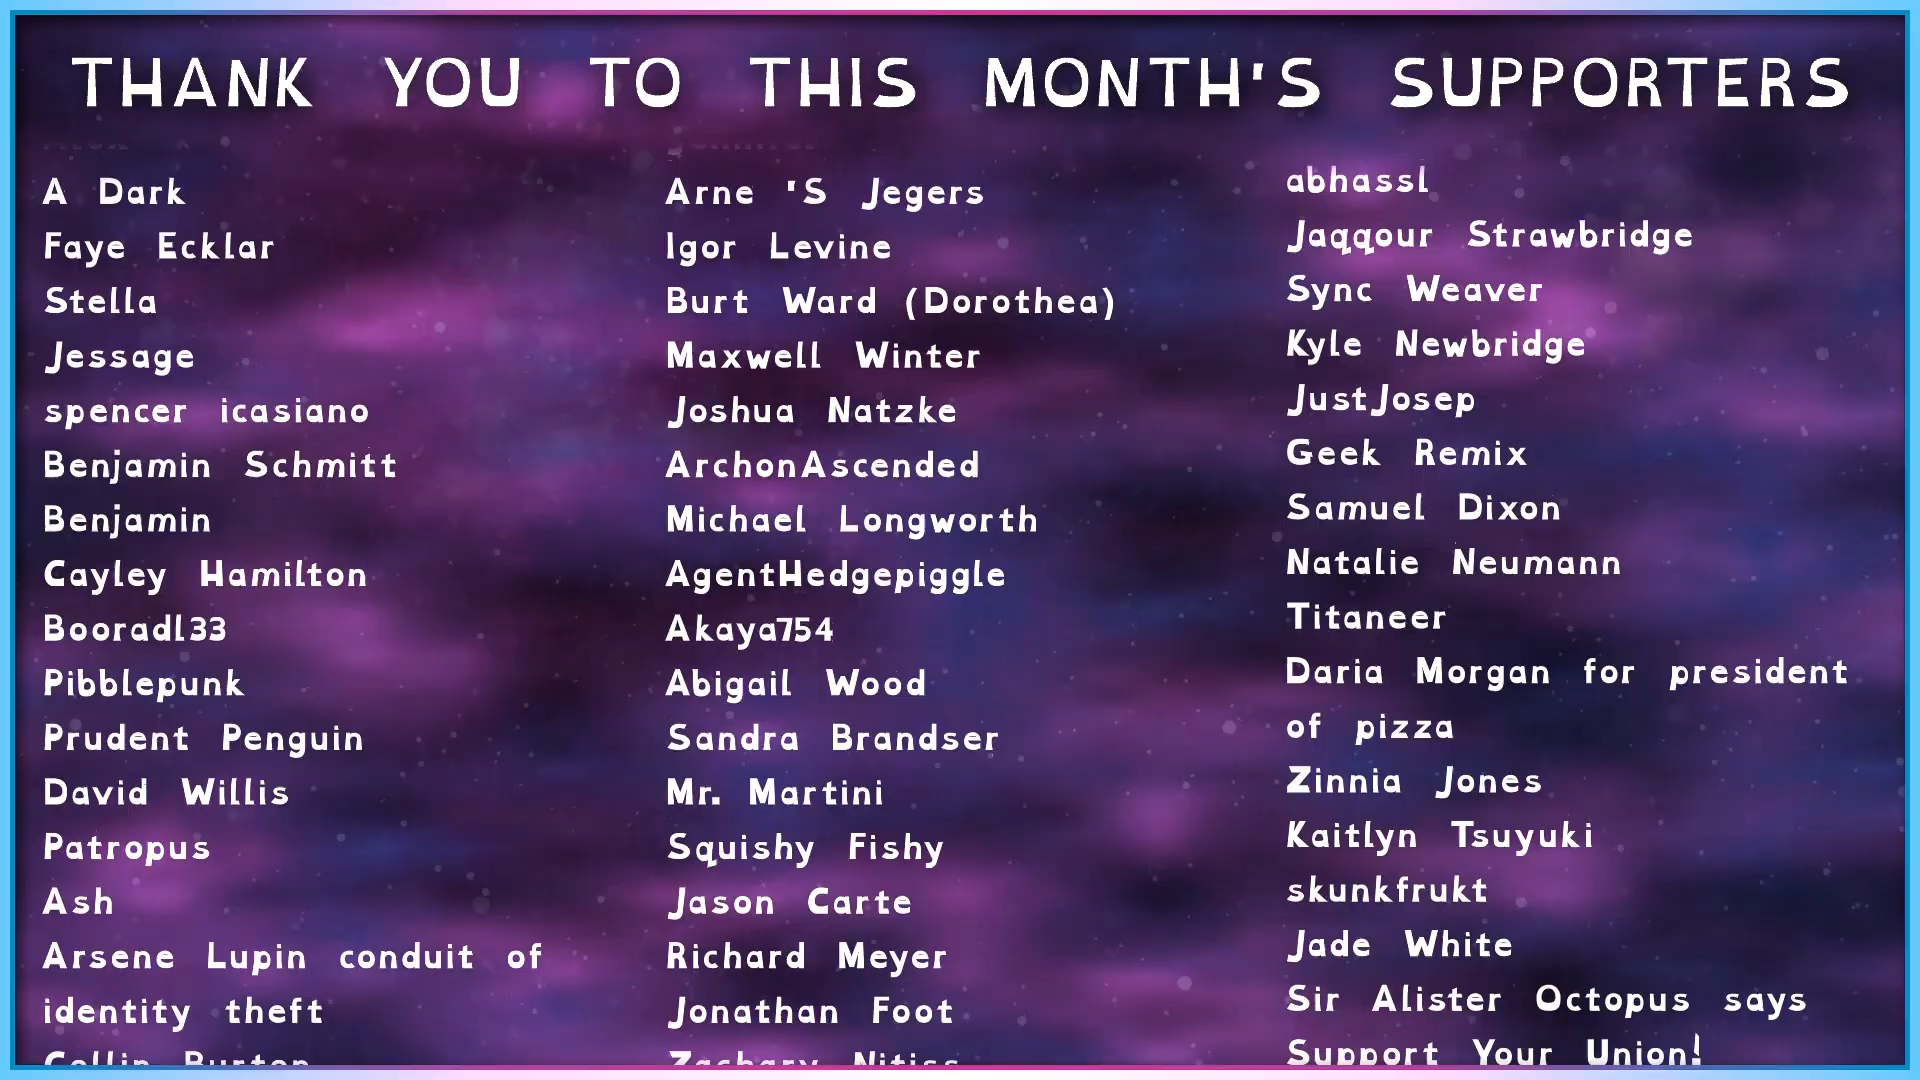 THANK YOU TO THIS MONTH'S SUPPORTERS
A Dark
Faye Ecklar
Stella
Jessage
spencer icasiano
Benjamin Schmitt
Benjamin
Cayley Hamilton
Booradl33
Pibblepunk
Prudent Penguin
David Willis
Patropus
Ash
Arsene Lupin conduit of
identity theft
Collin Burton
Arne 'S Jegers
Igor Levine
Burt Ward (Dorothea)
Maxwell Winter
Joshua Natzke
ArchonAscended
Michael Longworth
AgentHedgepiggle
Akaya754
Abigail Wood
Sandra Brandser
Mr. Martini
Squishy Fishy
Jason Carte
Richard Meyer
Jonathan Foot
Zachary
abhassl
Jaqqour Strawbridge
Sync Weaver
Kyle Newbridge
JustJosep
Geek Remix
Samuel Dixon
Natalie Neumann
Titaneer
Daria Morgan for president
of pizza
Zinnia Jones
Kaitlyn Tsuyuki
skunkfrukt
Jade White
Sir Alister Octopus says
Support Your Union!